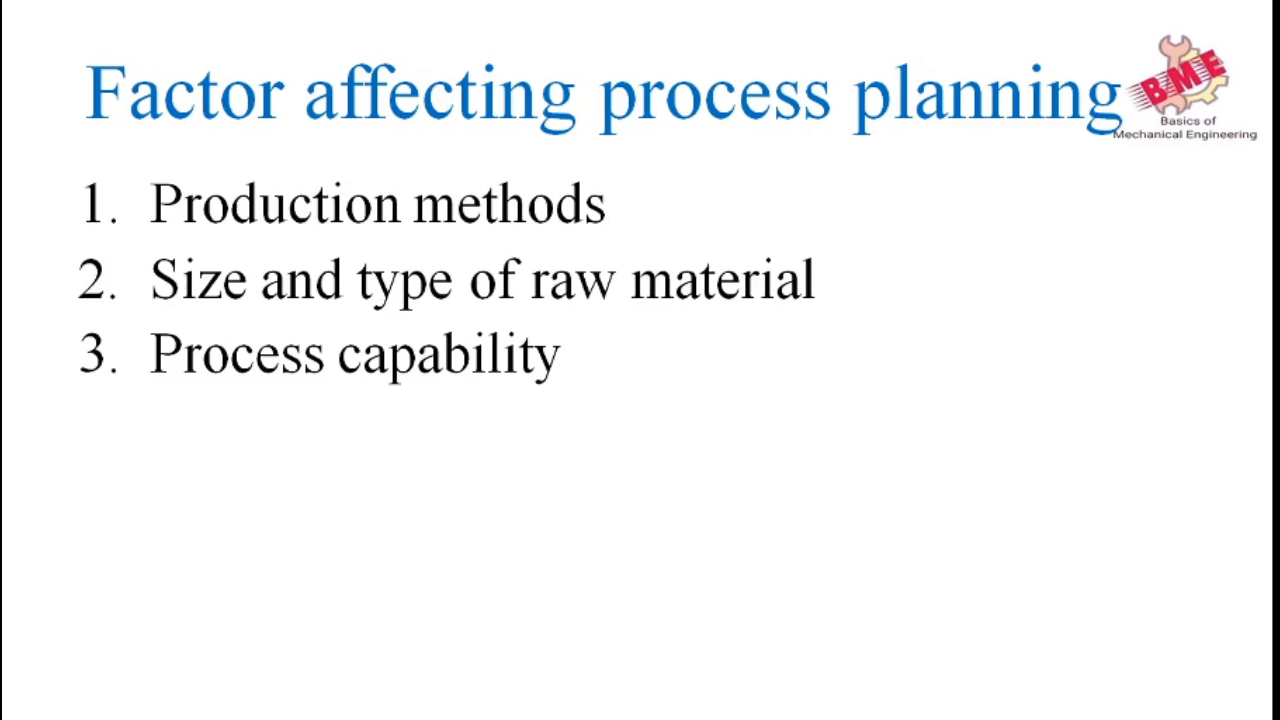 Factor affecting process planning
BME
Basics of
Mechanical Engineering
1. Production methods
2. Size and type of raw material
3. Process capability